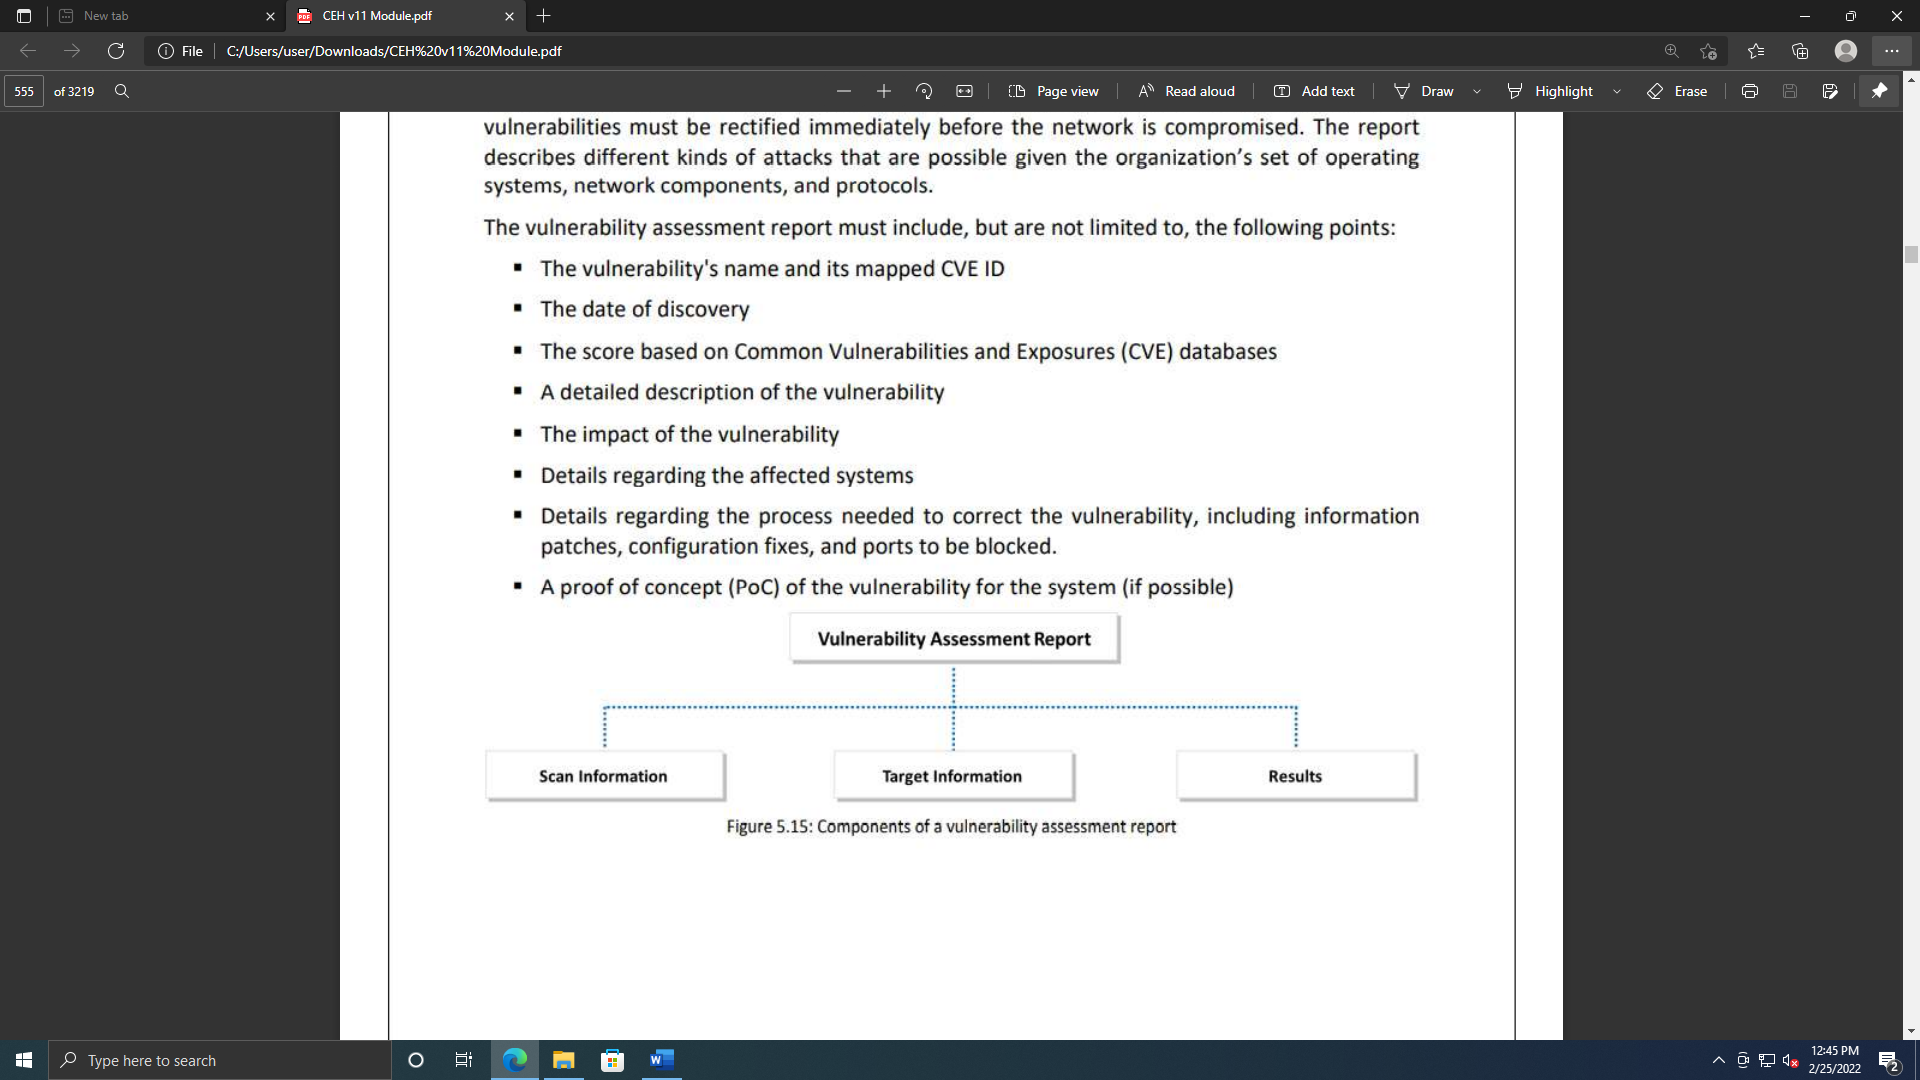 New tab
CEH v11 Module.pdf
File
C:/Users/user/Downloads/CEH%20v11%20Module.pdf
555 of 3219
Page view
Read aloud
Add text
Draw
Highlight
Erase
vulnerabilities must be rectified immediately before the network is compromised. The report
describes different kinds of attacks that are possible given the organization’s set of operating
systems, network components, and protocols.
The vulnerability assessment report must include, but are not limited to, the following points:
▪ The vulnerability's name and its mapped CVE ID
▪ The date of discovery
▪ The score based on Common Vulnerabilities and Exposures (CVE) databases
▪ A detailed description of the vulnerability
▪ The impact of the vulnerability
▪ Details regarding the affected systems
▪ Details regarding the process needed to correct the vulnerability, including information
patches, configuration fixes, and ports to be blocked.
▪ A proof of concept (PoC) of the vulnerability for the system (if possible)
Vulnerability Assessment Report
Scan Information
Target Information
Results
Figure 5.15: Components of a vulnerability assessment report
Type here to search
12:45 PM
2/25/2022
2